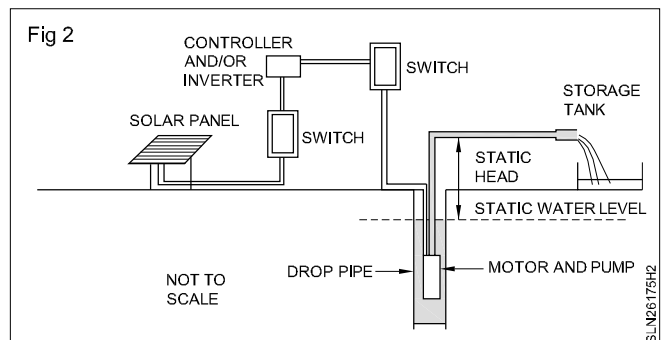 Fig 2
CONTROLLER
AND/OR
INVERTER
SWITCH
STORAGE
TANK
SOLAR PANEL
SWITCH
STATIC
HEAD
STATIC WATER LEVEL
DROP PIPE
MOTOR AND PUMP
NOT TO
SCALE
SLN26175H2